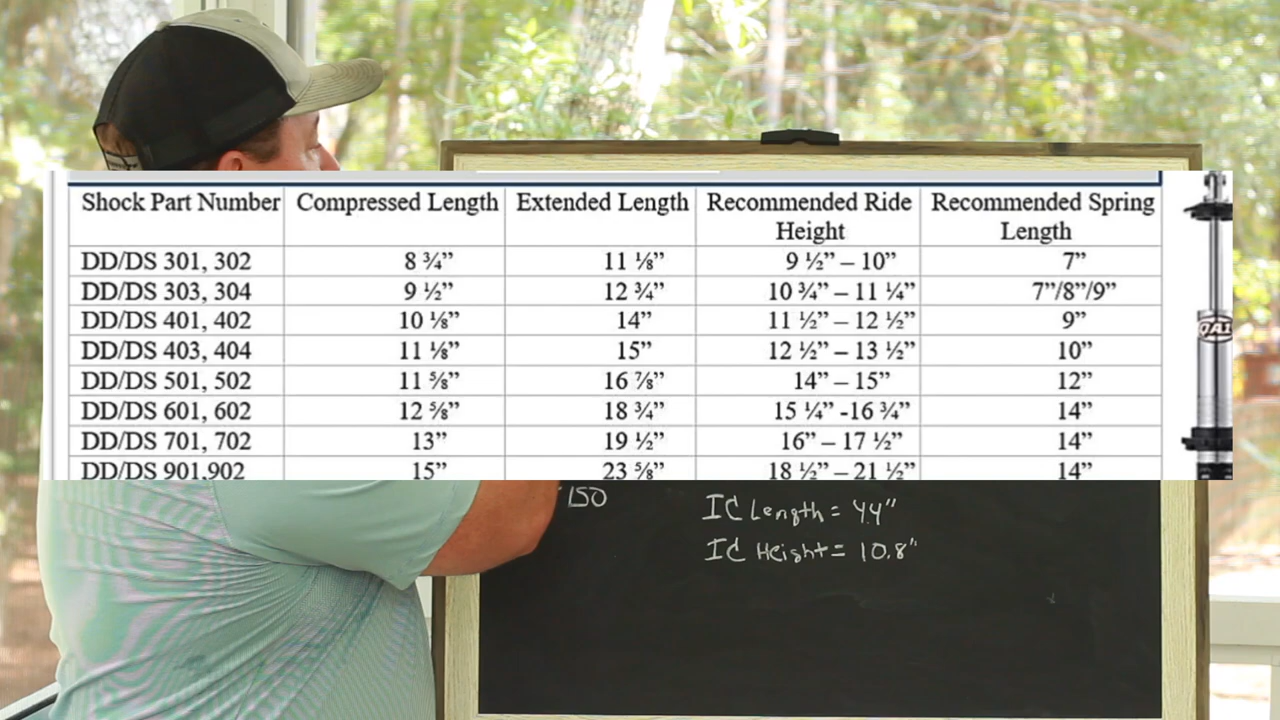 Shock Part Number Compressed Length Extended Length Recommended Ride Height Recommended Spring Length
DD/DS 301, 302 8 ¾” 11 ⅛” 9 ½” – 10” 7”
DD/DS 303, 304 9 ½” 12 ¾” 10 ¾” – 11 ¼” 7”/8”/9”
DD/DS 401, 402 10 ⅛” 14” 11 ½” – 12 ½” 9”
DD/DS 403, 404 11 ⅛” 15” 12 ½” – 13 ½” 10”
DD/DS 501, 502 11 ⅝” 16 ⅞” 14” – 15” 12”
DD/DS 601, 602 12 ⅝” 18 ¾” 15 ¼” -16 ¾” 14”
DD/DS 701, 702 13” 19 ½” 16” – 17 ½” 14”
DD/DS 901,902 15” 23 ⅝” 18 ½” – 21 ½” 14”
QA1
150
IC Length = 44"
IC Height = 10.8"